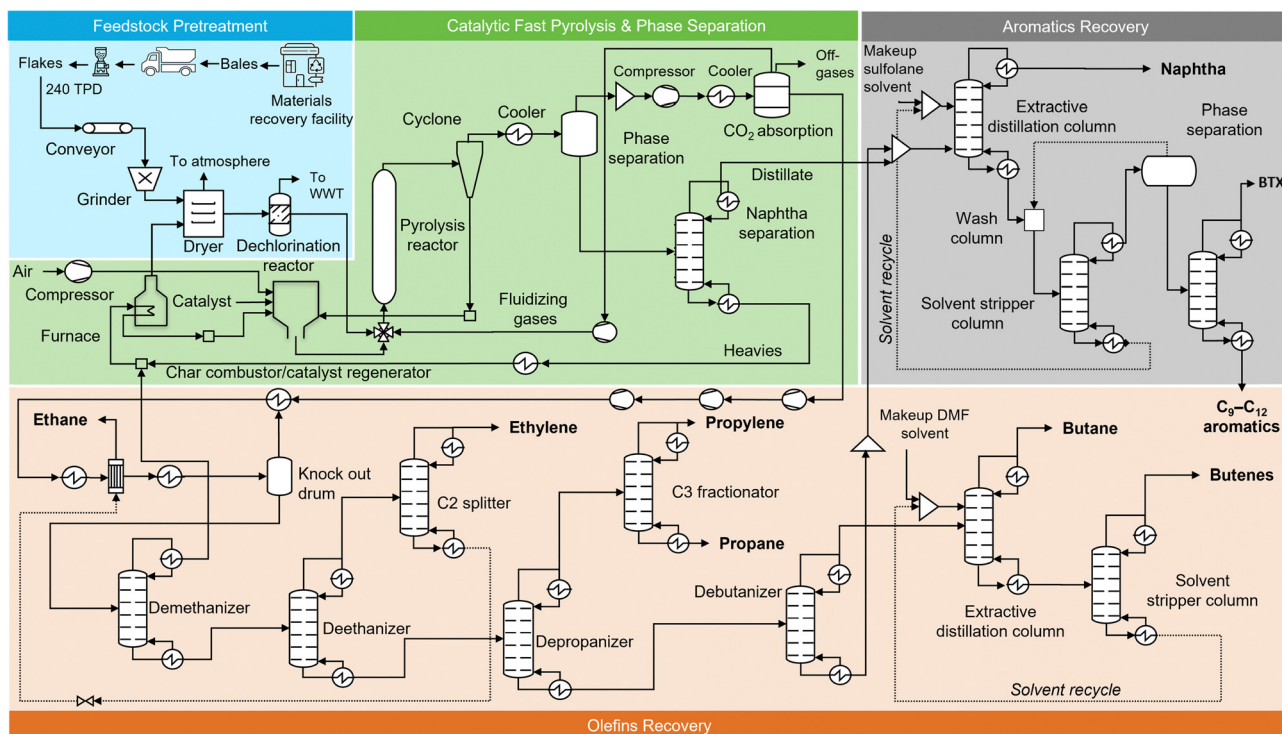 Feedstock Pretreatment
Flakes
240 TPD
Bales
Materials
recovery facility
Conveyor
To atmosphere
To
WWT
Grinder
Dryer
Dechlorination
reactor
Catalytic Fast Pyrolysis & Phase Separation
Compressor
Cooler
Off-
gases
Cooler
Cyclone
CO₂ absorption
Phase
separation
Distillate
Pyrolysis
reactor
Naphtha
separation
Air
Compressor
Catalyst
Furnace
Fluidizing
gases
Heavies
Char combustor/catalyst regenerator
Aromatics Recovery
Makeup
sulfolane
solvent
Naphtha
Extractive
distillation column
Phase
separation
BTX
Wash
column
Solvent recycle
Solvent stripper
column
C₉–C₁₂
aromatics
Ethane
Knock out
drum
Ethylene
C2 splitter
Propylene
C3 fractionator
Propane
Makeup DMF
solvent
Butane
Butenes
Demethanizer
Deethanizer
Depropanizer
Debutanizer
Extractive
distillation column
Solvent
stripper column
Solvent recycle
Olefins Recovery